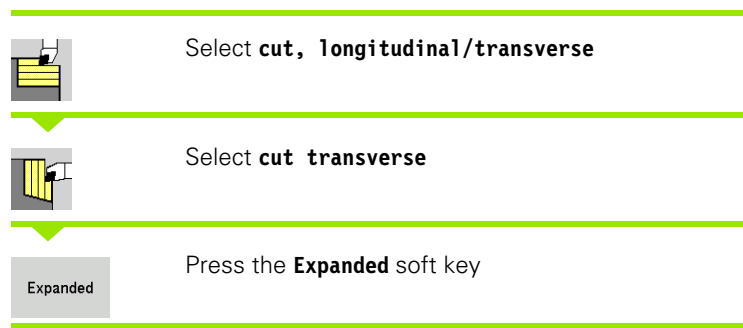 Select cut, longitudinal/transverse
Select cut transverse
Press the Expanded soft key
Expanded